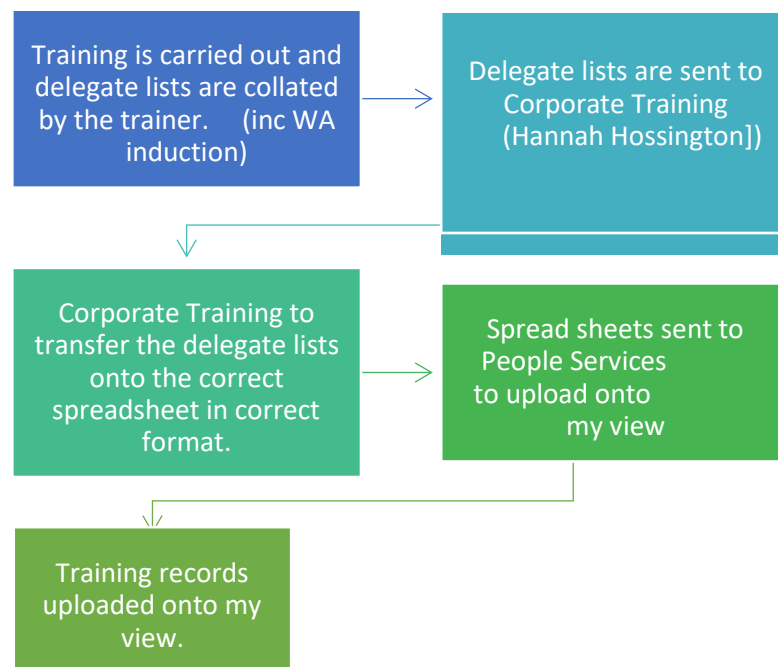 Training is carried out and
delegate lists are collated
by the trainer. (inc WA
induction)
Delegate lists are sent to
Corporate Training
(Hannah Hossington])
Corporate Training to
transfer the delegate lists
onto the correct
spreadsheet in correct
format.
Spread sheets sent to
People Services
to upload onto
my view
Training records
uploaded onto my
view.